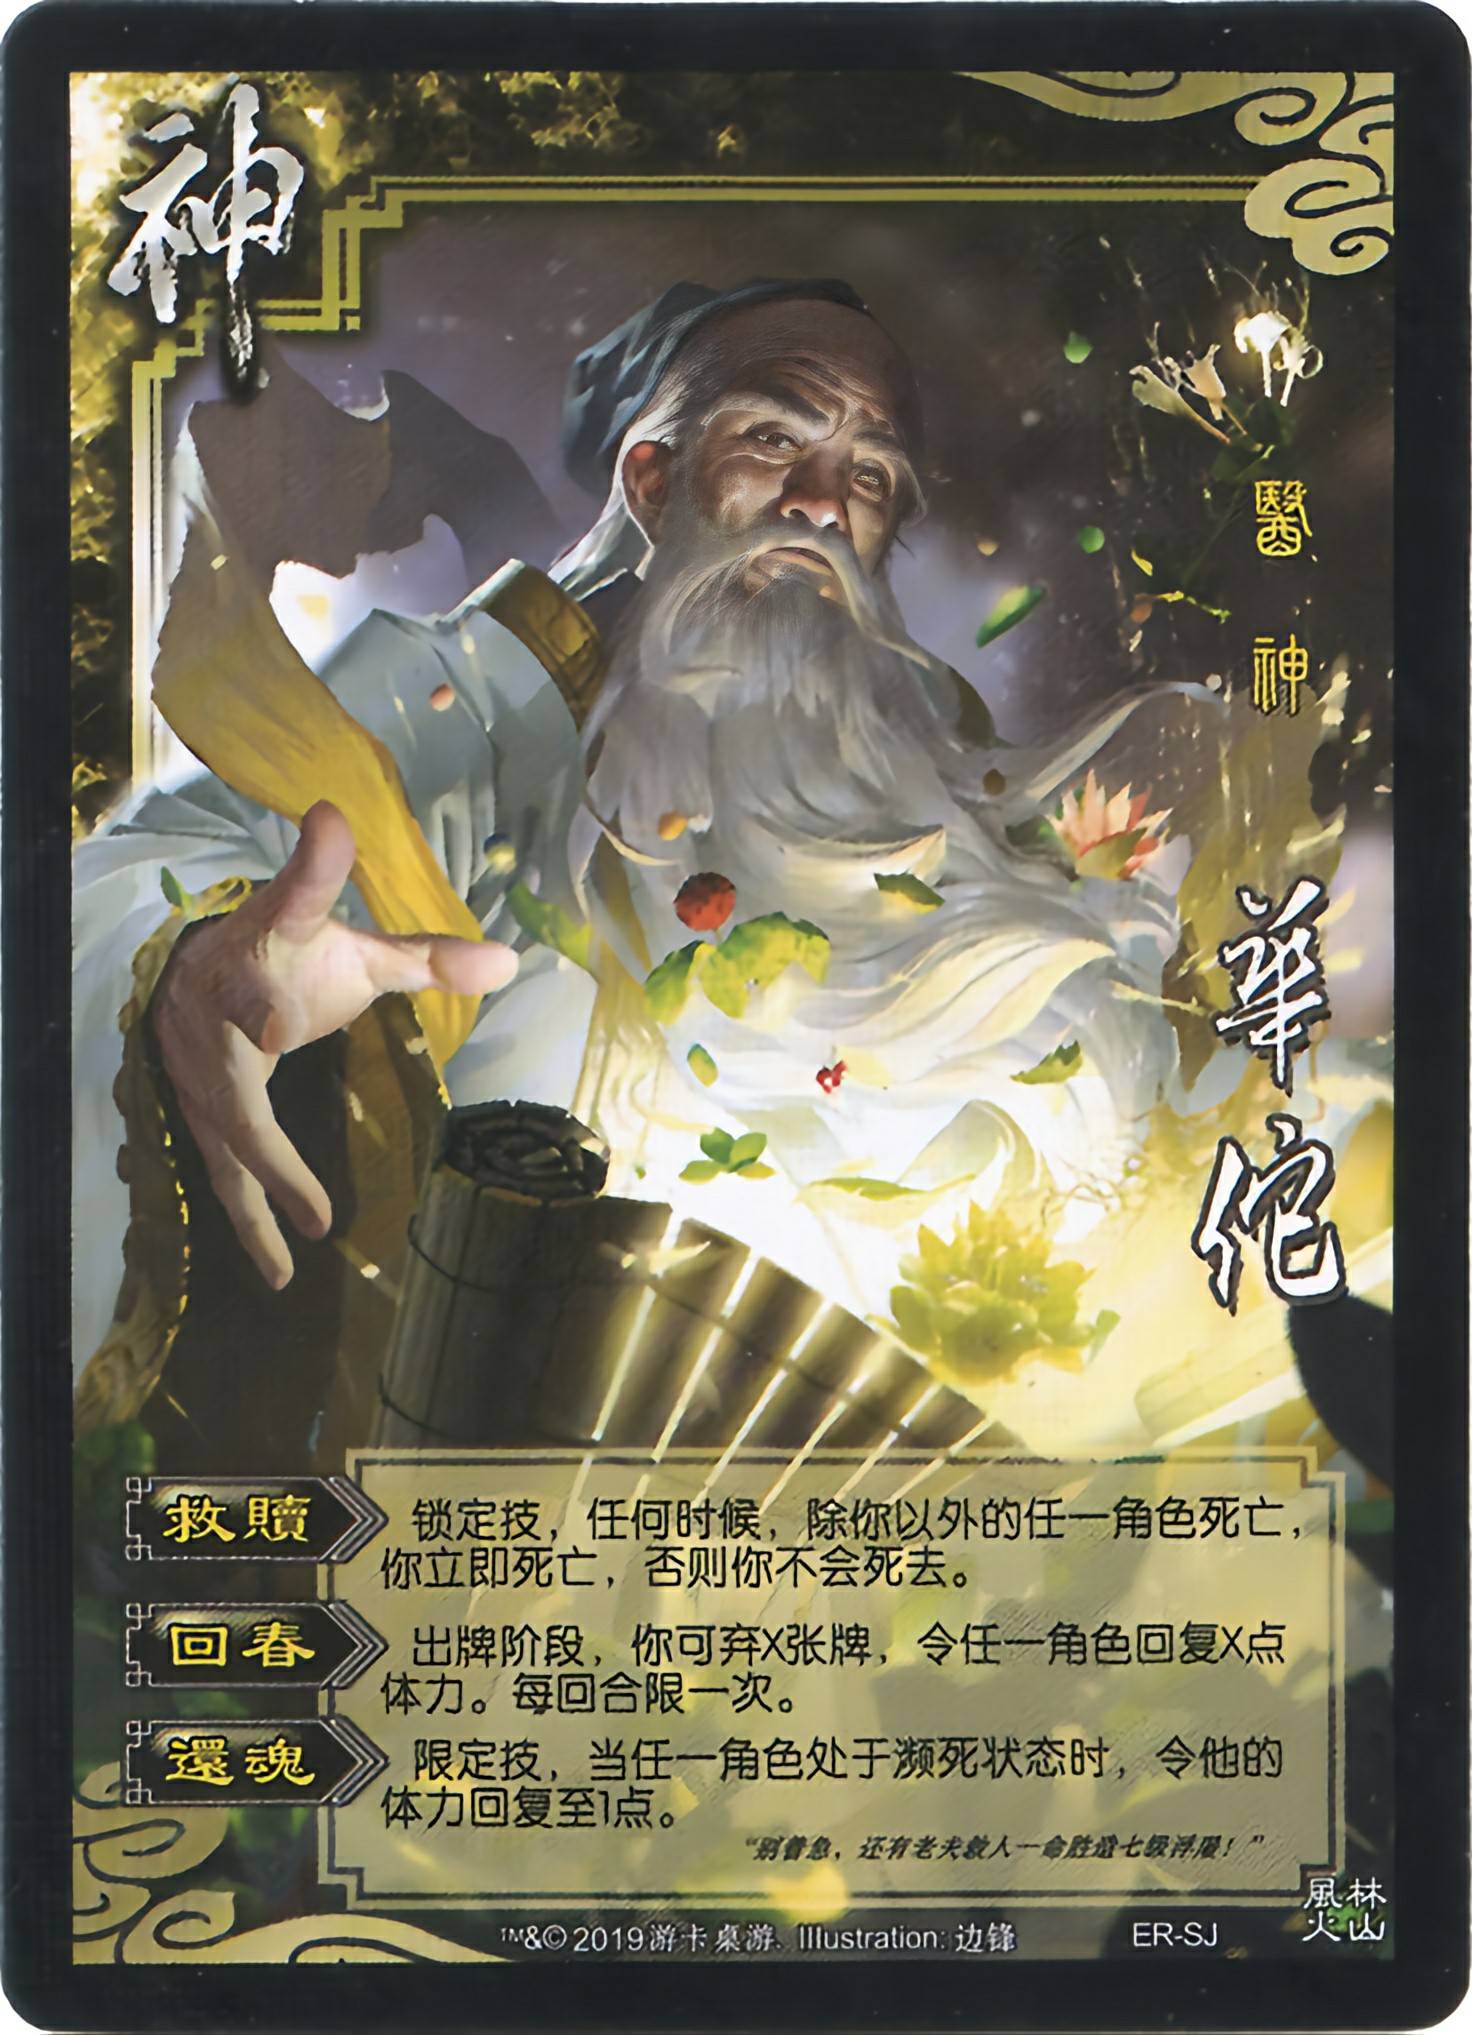 神
醫神
華佗
救贖
锁定技，任何时候，除你以外的任一角色死亡，
你立即死亡，否则你不会死去。
回春
出牌阶段，你可弃X张牌，令任一角色回复X点
体力。每回合限一次。
還魂
限定技，当任一角色处于濒死状态时，令他的
体力回复至1点。
“别着急，还有老夫救人一命胜造七级浮屠！”
™&© 2019游卡桌游. Illustration: 边锋
ER-SJ
風林
火山